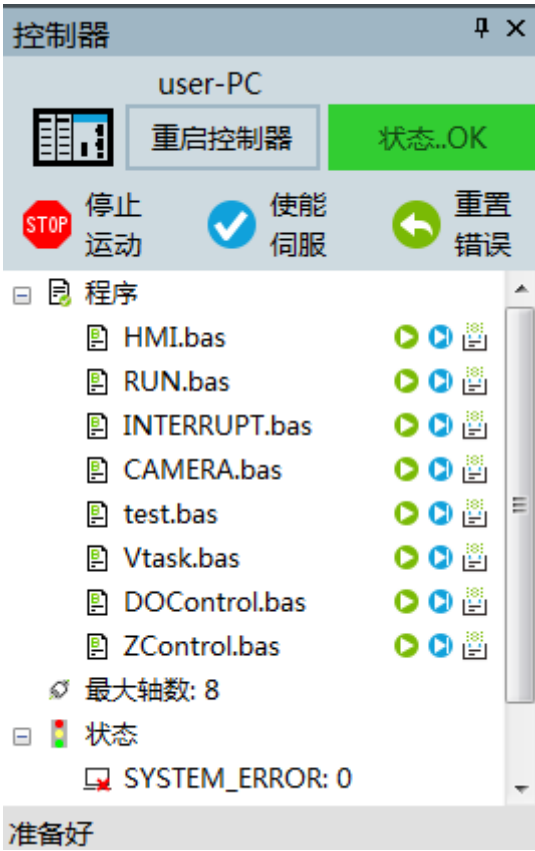 控制器
user-PC
重启控制器
状态..OK
STOP
停止
运动
使能
伺服
重置
错误
程序
HMI.bas
RUN.bas
INTERRUPT.bas
CAMERA.bas
test.bas
Vtask.bas
DOControl.bas
ZControl.bas
最大轴数: 8
状态
SYSTEM_ERROR: 0
准备好